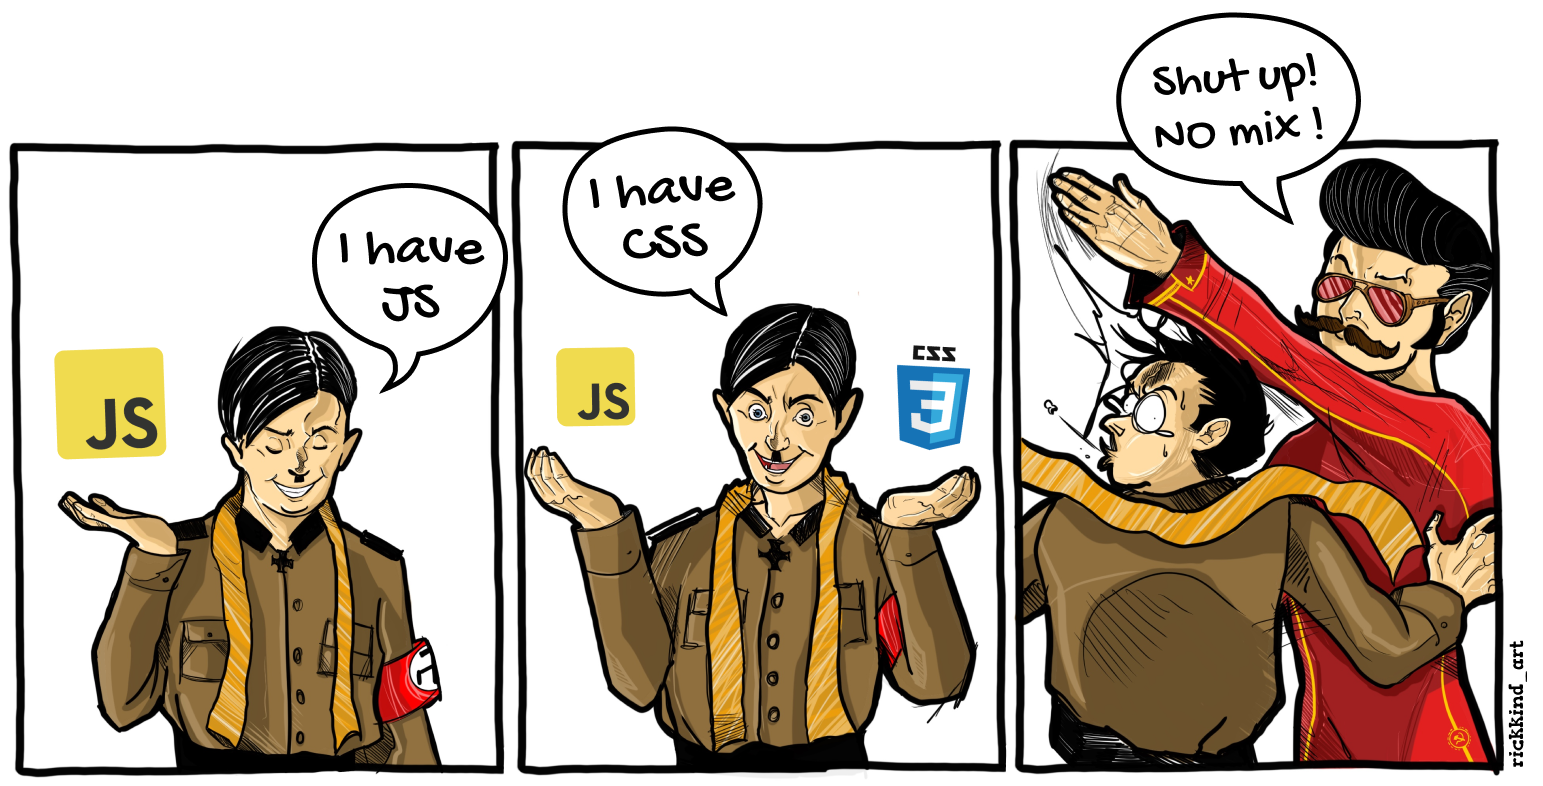 I have
JS
JS
I have
CSS
JS
CSS
3
Shut up!
NO mix !
rickkind_art